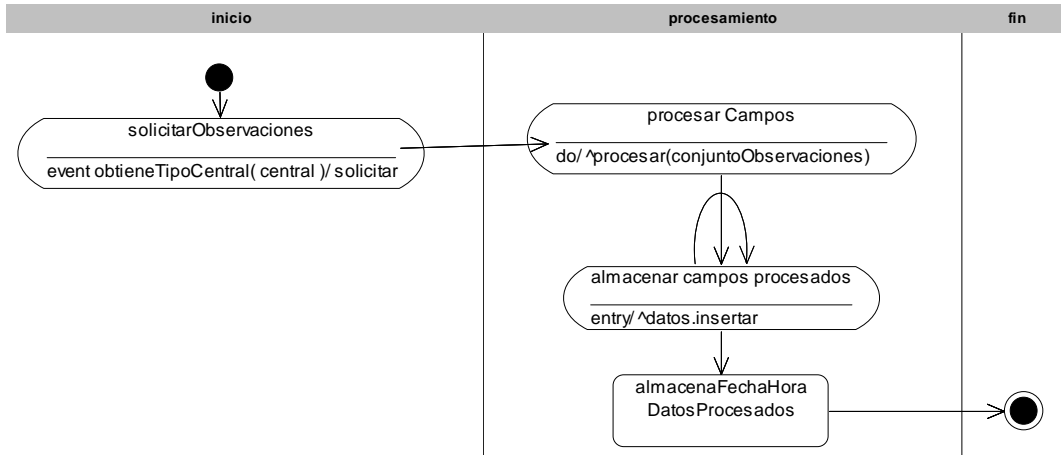 inicio
procesamiento
fin
solicitarObservaciones
event obtieneTipoCentral( central )/ solicitar
procesar Campos
do/ ^procesar(conjuntoObservaciones)
almacenar campos procesados
entry/ ^datos.insertar
almacenaFechaHora
DatosProcesados